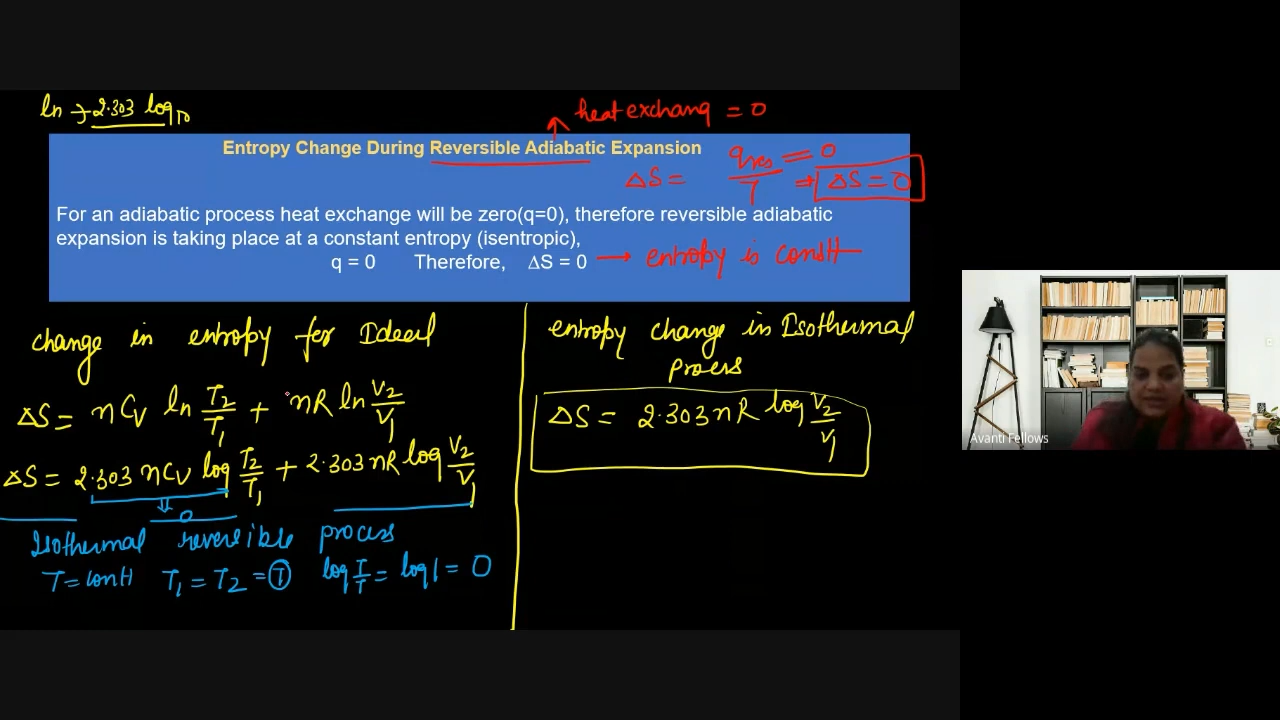 ln → 2.303 log10
heat exchang = 0
Entropy Change During Reversible Adiabatic Expansion
ΔS = qres/T = 0 ⇒ ΔS = 0
For an adiabatic process heat exchange will be zero(q=0), therefore reversible adiabatic
expansion is taking place at a constant entropy (isentropic),
q = 0 Therefore, ΔS = 0 → entropy is constt
change in entropy for Ideal
ΔS = nCv ln T2/T1 + nR ln V2/V1
ΔS = 2.303 nCv log T2/T1 + 2.303 nR log V2/V1
0
Isothermal reversible process
T = constt T1 = T2 = T log T/T = log 1 = 0
entropy change in Isothermal
Process
ΔS = 2.303 nR log V2/V1
Avanti Fellows